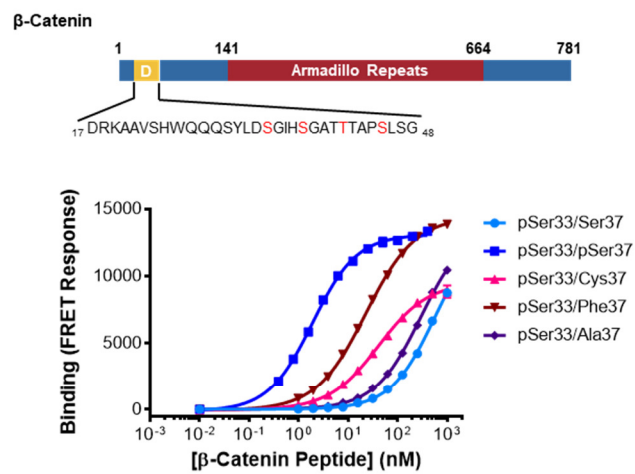 β-Catenin
1 141 664 781
D Armadillo Repeats
17 DRKAAVSHWQQQSYLDSGIHSGATTTAPSLSG 48
15000
10000
5000
0
Binding (FRET Response)
10-3 10-2 10-1 100 101 102 103
[β-Catenin Peptide] (nM)
pSer33/Ser37
pSer33/pSer37
pSer33/Cys37
pSer33/Phe37
pSer33/Ala37